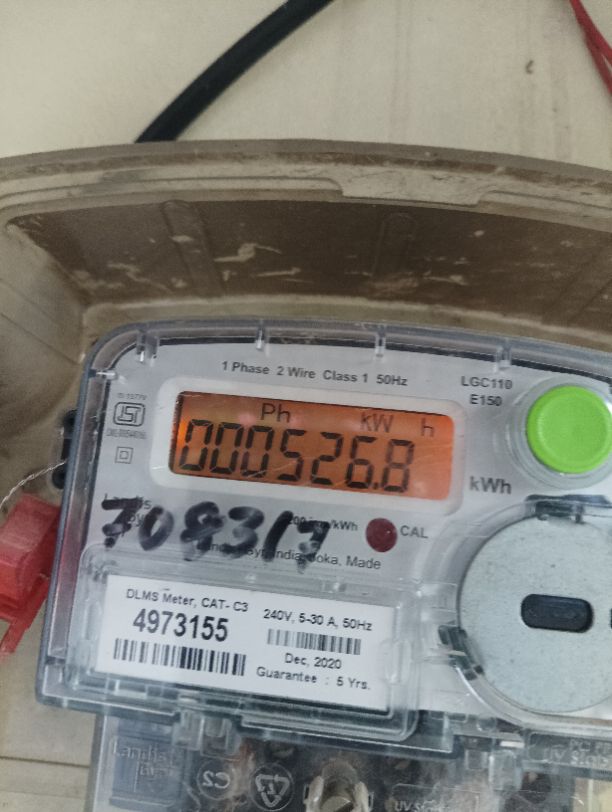 1 Phase 2 Wire Class 1 50Hz
LGC110
E150
Ph kW h
000526.8
kWh
708317
CAL
DLMS Meter, CAT- C3
4973155
240V, 5-30 A, 50Hz
Dec, 2020
Guarantee : 5 Yrs.